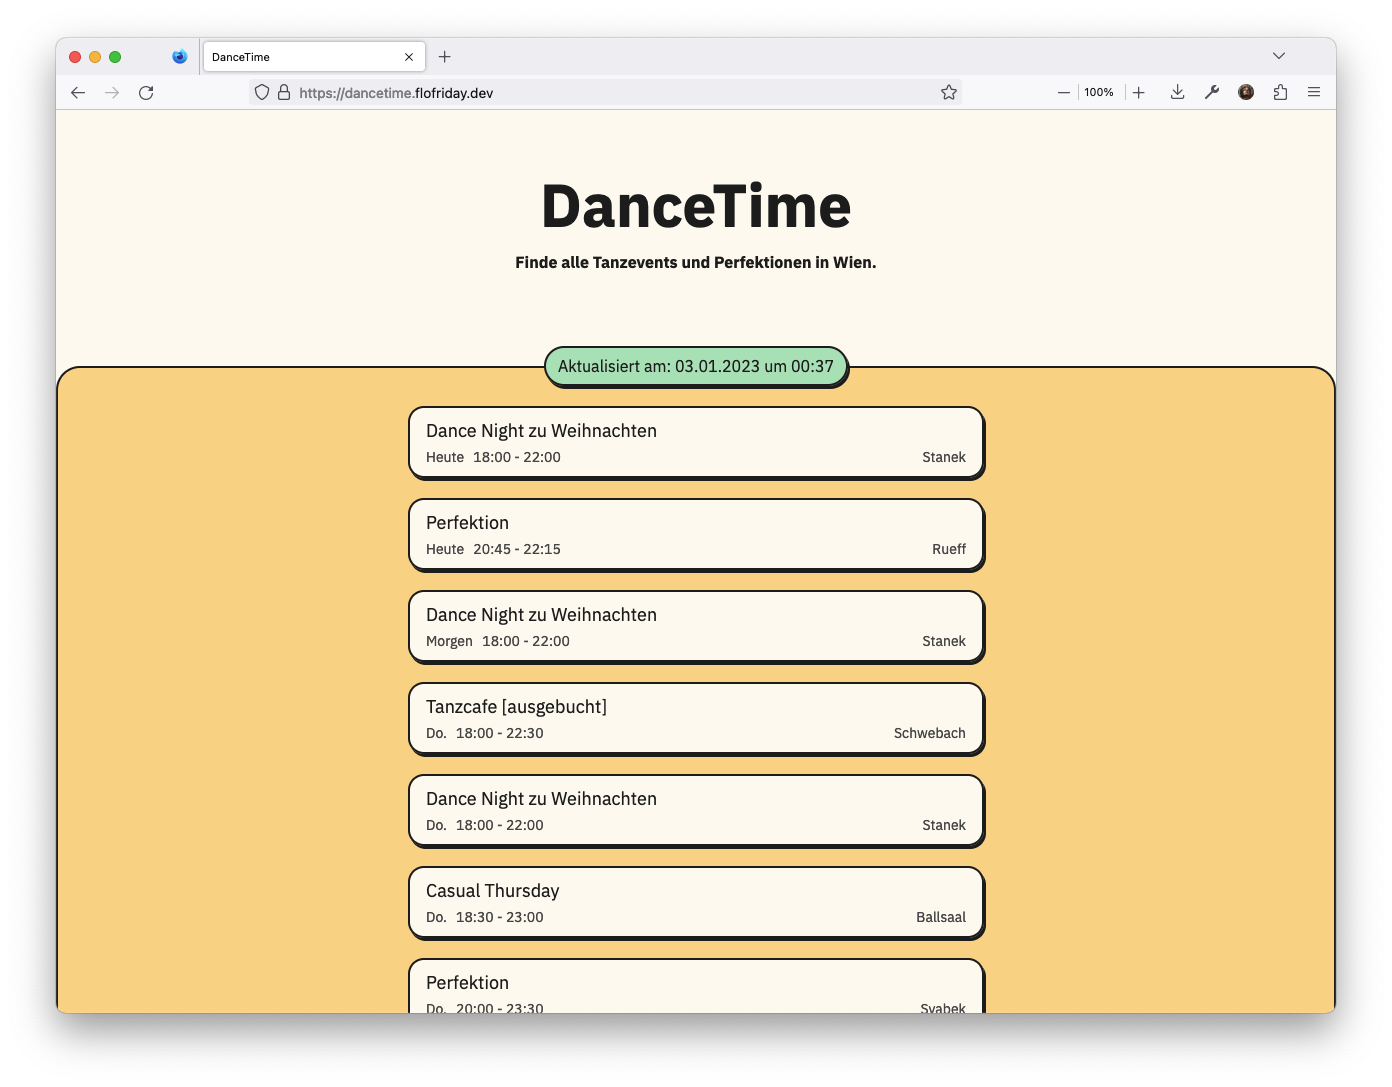 DanceTime
https://dancetime.flofriday.dev
100%
DanceTime
Finde alle Tanzevents und Perfektionen in Wien.
Aktualisiert am: 03.01.2023 um 00:37
Dance Night zu Weihnachten
Heute 18:00 - 22:00 Stanek
Perfektion
Heute 20:45 - 22:15 Rueff
Dance Night zu Weihnachten
Morgen 18:00 - 22:00 Stanek
Tanzcafe [ausgebucht]
Do. 18:00 - 22:30 Schwebach
Dance Night zu Weihnachten
Do. 18:00 - 22:00 Stanek
Casual Thursday
Do. 18:30 - 23:00 Ballsaal
Perfektion
Do. 20:00 - 23:30 Svabek